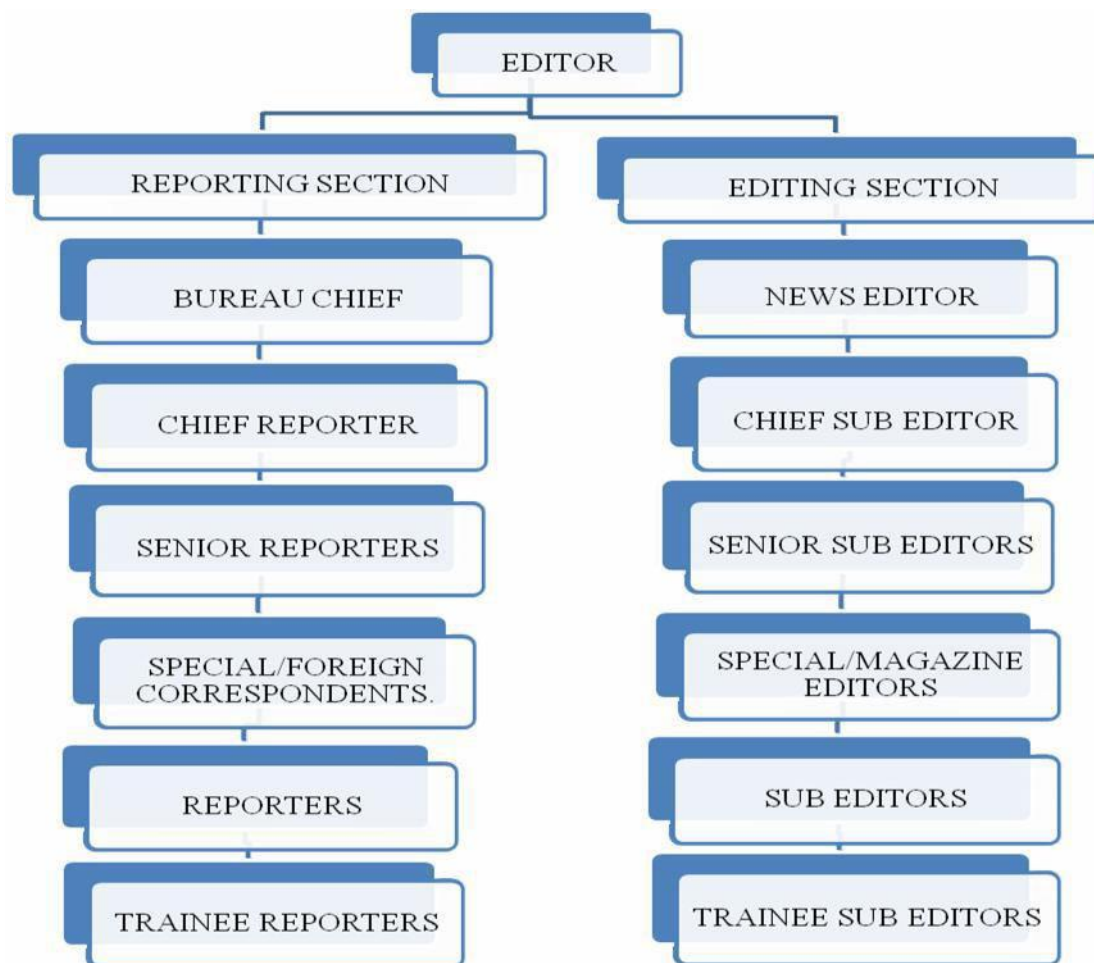 EDITOR
REPORTING SECTION
EDITING SECTION
BUREAU CHIEF
NEWS EDITOR
CHIEF REPORTER
CHIEF SUB EDITOR
SENIOR REPORTERS
SENIOR SUB EDITORS
SPECIAL/FOREIGN
CORRESPONDENTS.
SPECIAL/MAGAZINE
EDITORS
REPORTERS
SUB EDITORS
TRAINEE REPORTERS
TRAINEE SUB EDITORS